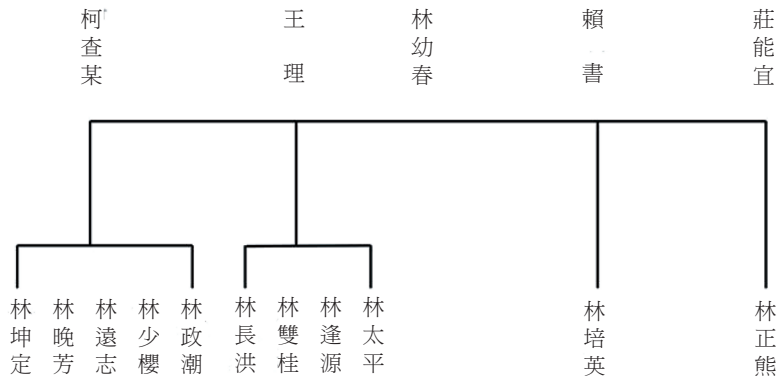 莊能宜
賴書
林幼春
王理
柯查某
林正熊
林培英
林太平
林逢源
林雙桂
林長洪
林政潮
林少櫻
林遠志
林晚芳
林坤定